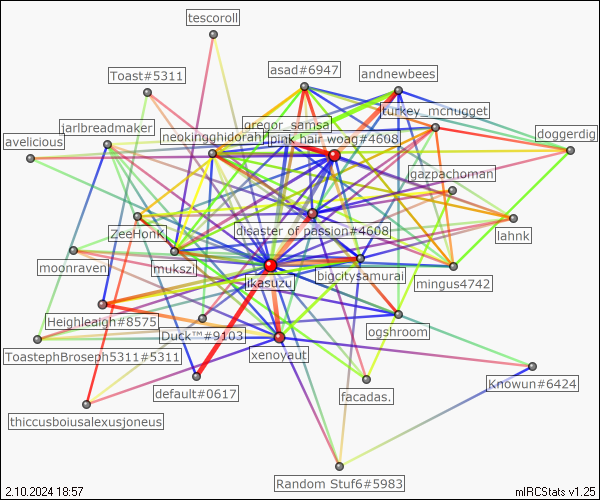 tescoroll
Toast#5311
asad#6947
andnewbees
turkey_mcnugget
jarlbreadmaker
gregor_samsa
neokingghidorah
pink hair woag#4608
doggerdig
avelicious
gazpachoman
ZeeHonK
disaster of passion#4608
lahnk
moonraven
mukszi
ikasuzu
bigcitysamurai
mingus4742
Heighleaigh#8575
Duck™#9103
ogshroom
ToastephBroseph5311#5311
xenoyaut
default#0617
facadas.
Knowun#6424
thiccusboiusalexusjoneus
Random Stuf6#5983
2.10.2024 18:57
mIRCStats v1.25